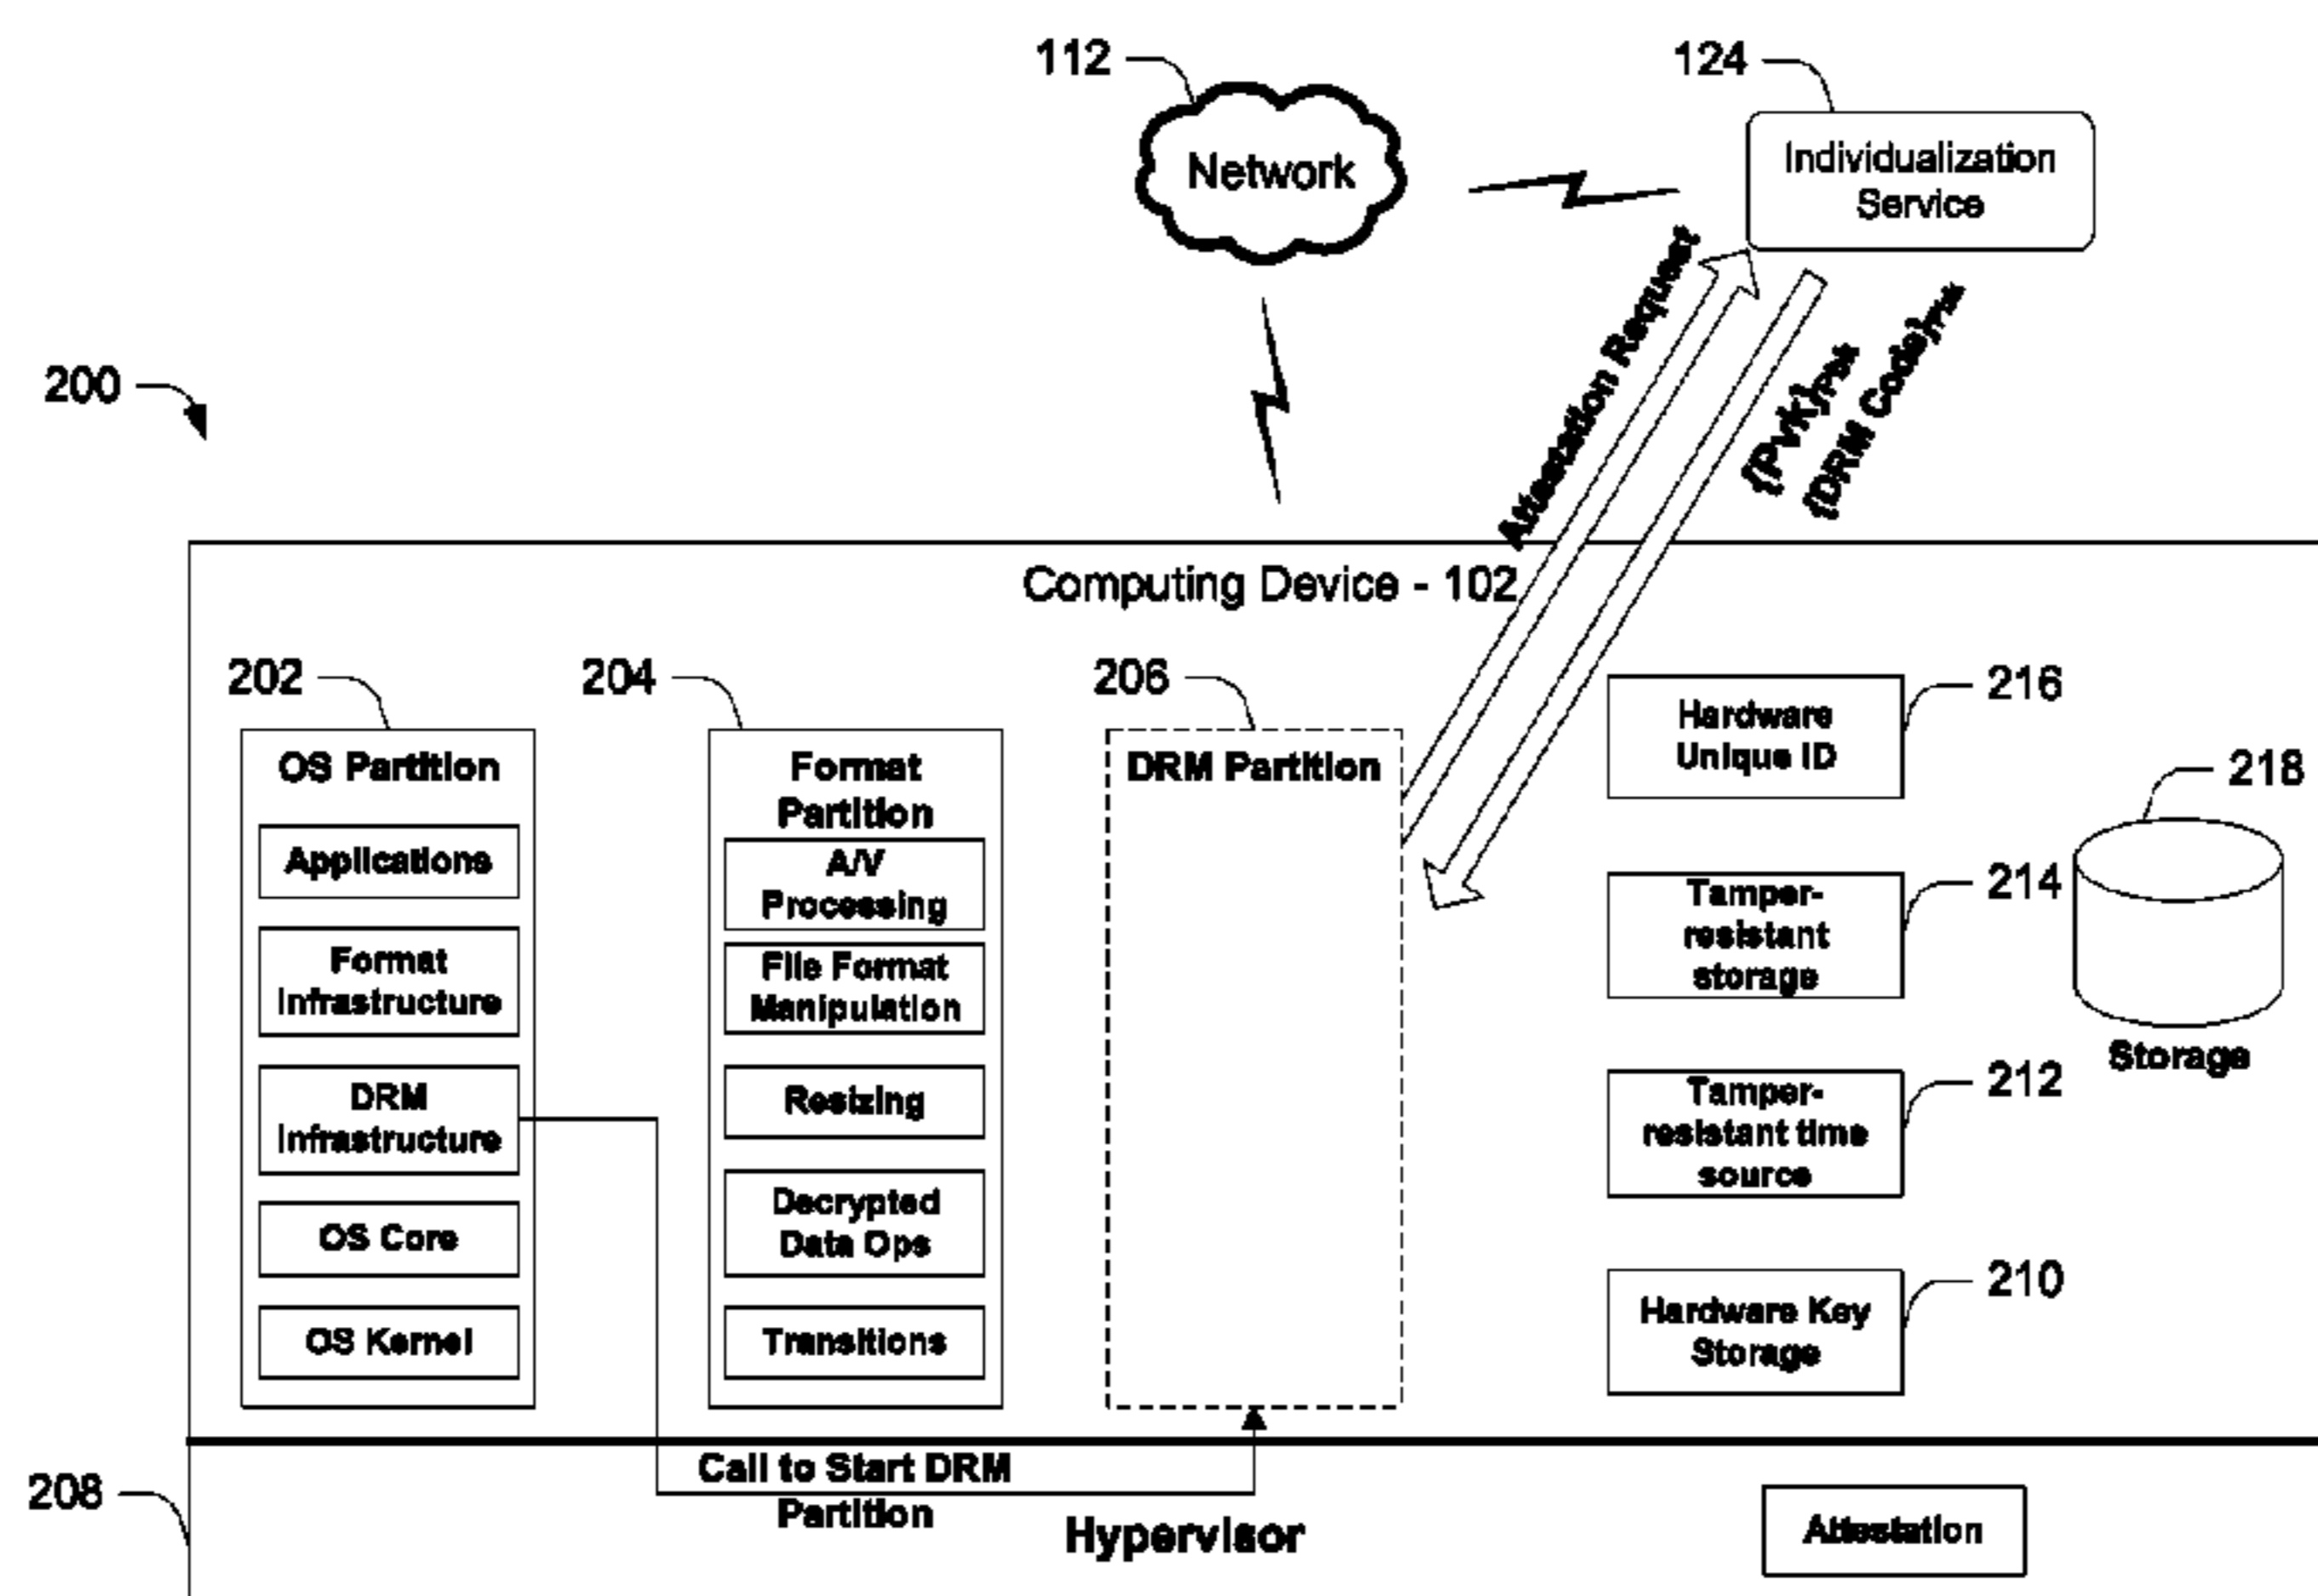 112
124
Network
Individualization
Service
200
Attestation Request
{Pvk}PBk
{DRM Code}PBk
Computing Device - 102
202
204
206
216
OS Partition
Applications
Format
Infrastructure
DRM
Infrastructure
OS Core
OS Kernel
Format
Partition
A/V
Processing
File Format
Manipulation
Resizing
Decrypted
Data Ops
Transitions
DRM Partition
Hardware
Unique ID
218
Storage
214
Tamper-
resistant
storage
212
Tamper-
resistant time
source
210
Hardware Key
Storage
208
Call to Start DRM
Partition
Hypervisor
Attestation